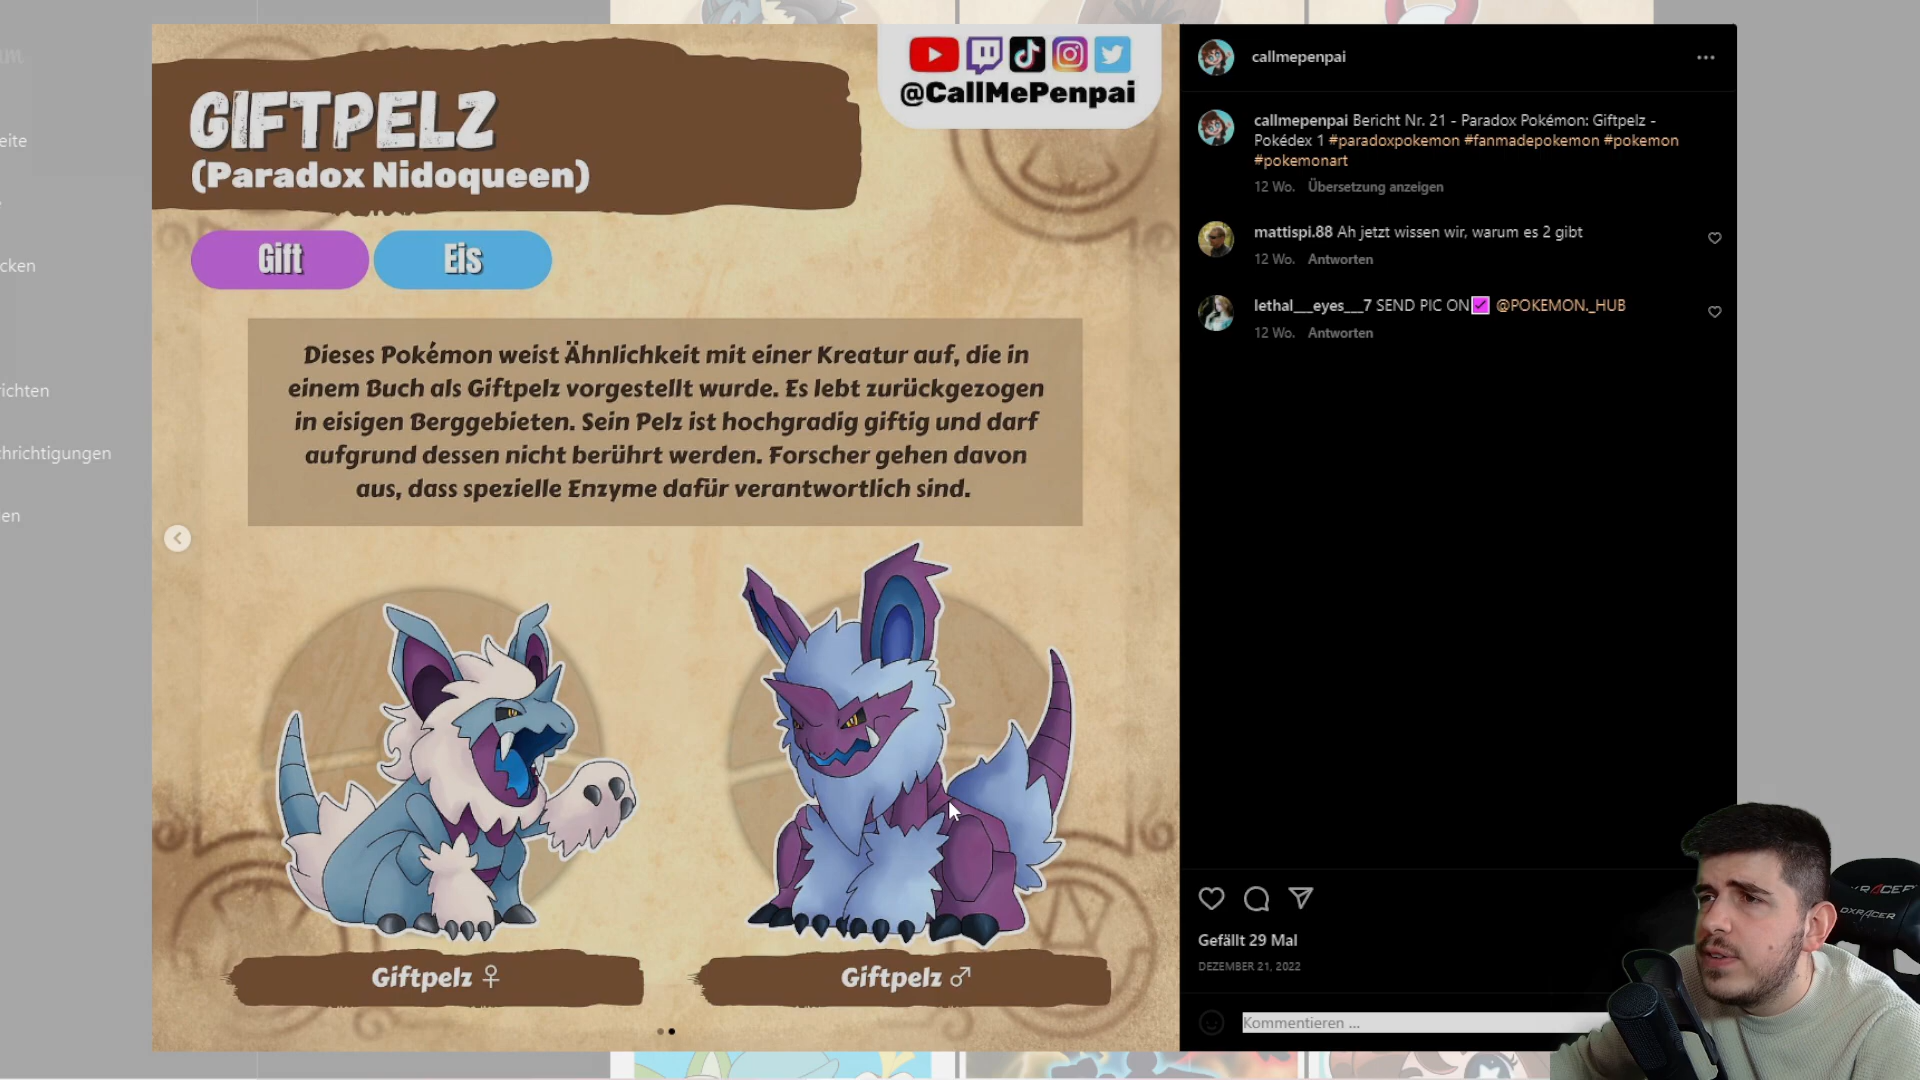 eite
cken
ichten
chrichtigungen
en
GIFTPELZ
(Paradox Nidoqueen)
@CallMePenpai
Gift
Eis
Dieses Pokémon weist Ähnlichkeit mit einer Kreatur auf, die in
einem Buch als Giftpelz vorgestellt wurde. Es lebt zurückgezogen
in eisigen Berggebieten. Sein Pelz ist hochgradig giftig und darf
aufgrund dessen nicht berührt werden. Forscher gehen davon
aus, dass spezielle Enzyme dafür verantwortlich sind.
Giftpelz ♀
Giftpelz ♂
callmepenpai
callmepenpai Bericht Nr. 21 - Paradox Pokémon: Giftpelz -
Pokédex 1 #paradoxpokemon #fanmadepokemon #pokemon
#pokemonart
12 Wo. Übersetzung anzeigen
mattispi.88 Ah jetzt wissen wir, warum es 2 gibt
12 Wo. Antworten
lethal__eyes__7 SEND PIC ON @POKEMON._HUB
12 Wo. Antworten
Gefällt 29 Mal
DEZEMBER 21, 2022
Kommentieren ...
DXRACER